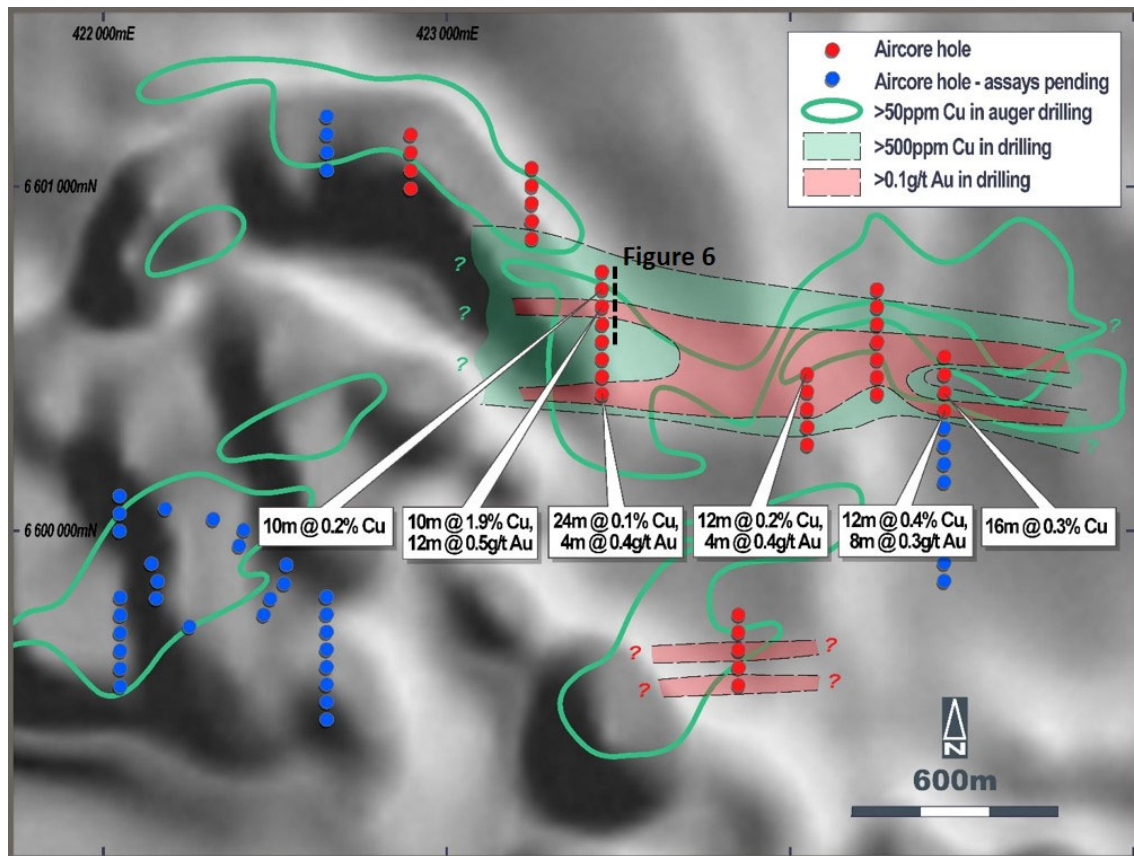 422 000mE
423 000mE
Aircore hole
Aircore hole - assays pending
>50ppm Cu in auger drilling
>500ppm Cu in drilling
>0.1g/t Au in drilling
6 601 000mN
Figure 6
?
?
?
?
?
10m @ 0.2% Cu
10m @ 1.9% Cu,
12m @ 0.5g/t Au
24m @ 0.1% Cu,
4m @ 0.4g/t Au
12m @ 0.2% Cu,
4m @ 0.4g/t Au
12m @ 0.4% Cu,
8m @ 0.3g/t Au
16m @ 0.3% Cu
6 600 000mN
?
?
?
?
N
600m